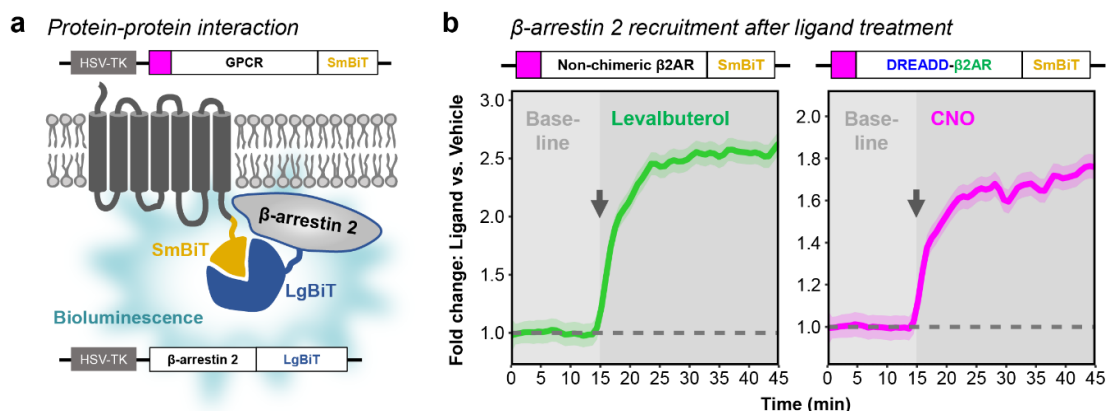 a Protein-protein interaction
HSV-TK GPCR SmBiT
β-arrestin 2
SmBiT
LgBiT
Bioluminescence
HSV-TK β-arrestin 2 LgBiT
b β-arrestin 2 recruitment after ligand treatment
Non-chimeric β2AR SmBiT
Fold change: Ligand vs. Vehicle
3.0
2.5
2.0
1.5
1.0
Base-
line
Levalbuterol
0 5 10 15 20 25 30 35 40 45
DREADD-β2AR SmBiT
2.0
1.8
1.6
1.4
1.2
1.0
Base-
line
CNO
0 5 10 15 20 25 30 35 40 45
Time (min)